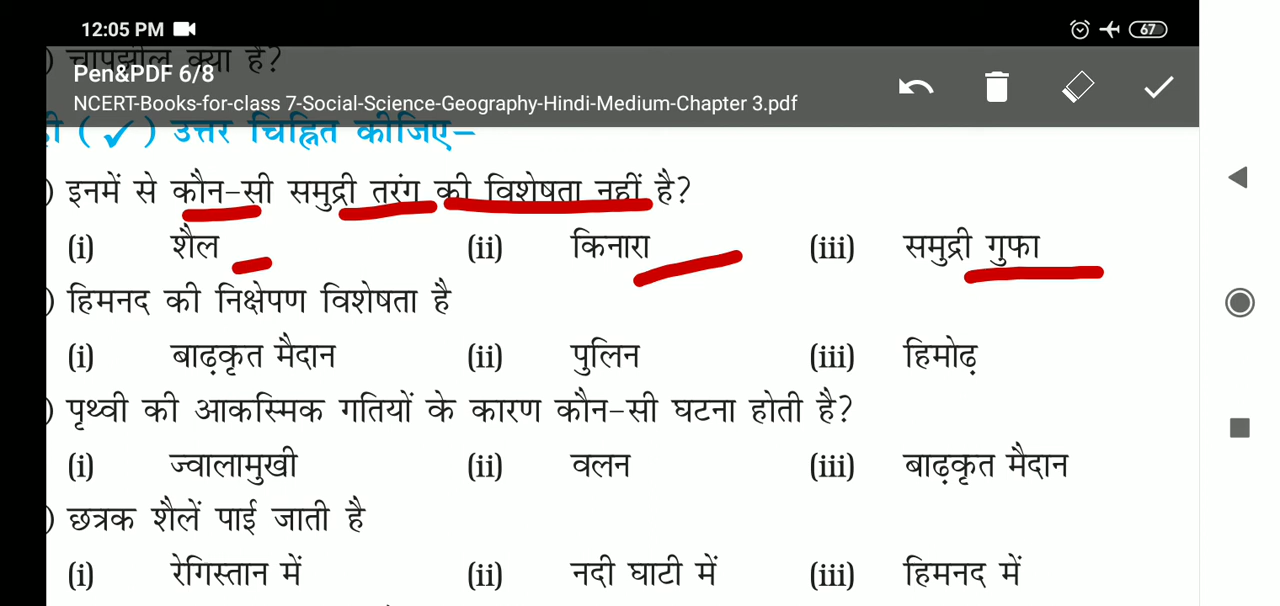 12:05 PM
67
चापझील क्या है?
Pen&PDF 6/8
NCERT-Books-for-class 7-Social-Science-Geography-Hindi-Medium-Chapter 3.pdf
( ✓ ) उत्तर चिह्नित कीजिए–
) इनमें से कौन-सी समुद्री तरंग की विशेषता नहीं है?
(i) शैल (ii) किनारा (iii) समुद्री गुफा
) हिमनद की निक्षेपण विशेषता है
(i) बाढ़कृत मैदान (ii) पुलिन (iii) हिमोढ़
) पृथ्वी की आकस्मिक गतियों के कारण कौन-सी घटना होती है?
(i) ज्वालामुखी (ii) वलन (iii) बाढ़कृत मैदान
) छत्रक शैलें पाई जाती है
(i) रेगिस्तान में (ii) नदी घाटी में (iii) हिमनद में